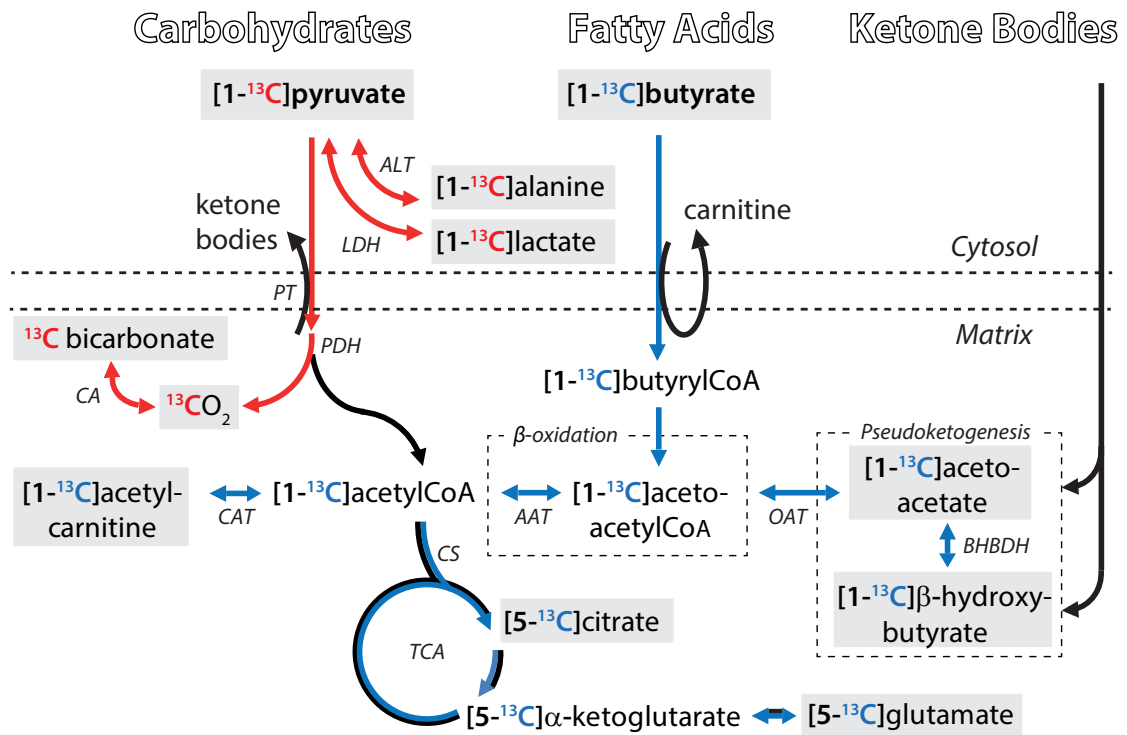 Carbohydrates
Fatty Acids
Ketone Bodies
[1-¹³C]pyruvate
[1-¹³C]butyrate
ALT
[1-¹³C]alanine
ketone
bodies
LDH
[1-¹³C]lactate
carnitine
Cytosol
PT
Matrix
¹³C bicarbonate
PDH
CA
¹³CO₂
[1-¹³C]butyrylCoA
β-oxidation
Pseudoketogenesis
[1-¹³C]acetyl-
carnitine
CAT
[1-¹³C]acetylCoA
AAT
[1-¹³C]aceto-
acetylCoA
OAT
[1-¹³C]aceto-
acetate
BHBDH
[1-¹³C]β-hydroxy-
butyrate
CS
[5-¹³C]citrate
TCA
[5-¹³C]α-ketoglutarate
[5-¹³C]glutamate